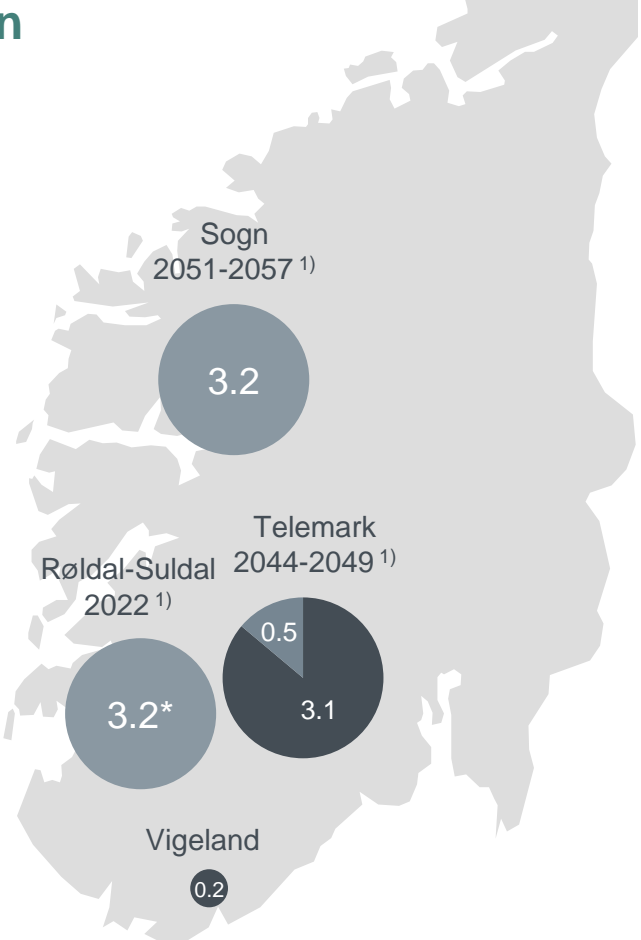 n
Sogn
2051-2057 1)
3.2
Telemark
2044-2049 1)
0.5
3.1
Røldal-Suldal
2022 1)
3.2*
Vigeland
0.2